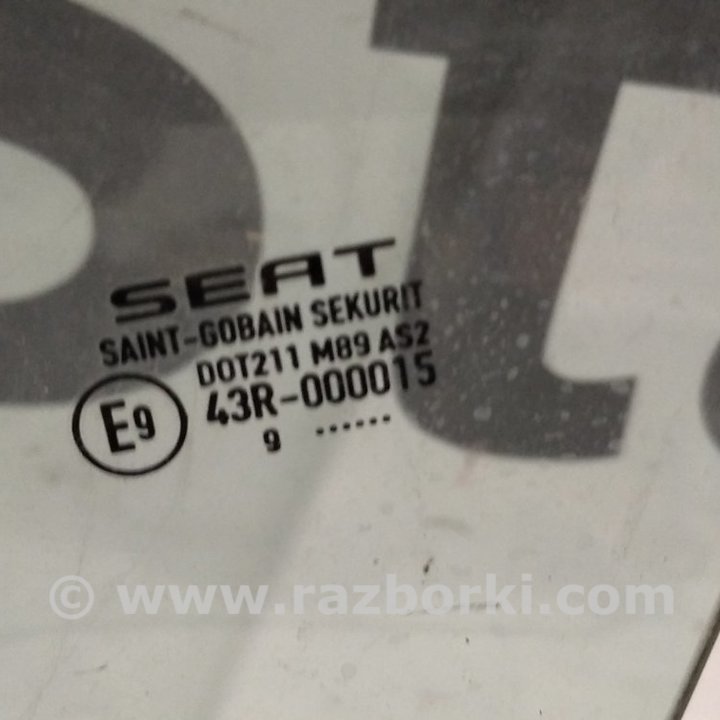 SEAT
SAINT-GOBAIN SEKURIT
DOT211 M89 AS2
E9 43R-000015
9 ......
© www.razborki.com